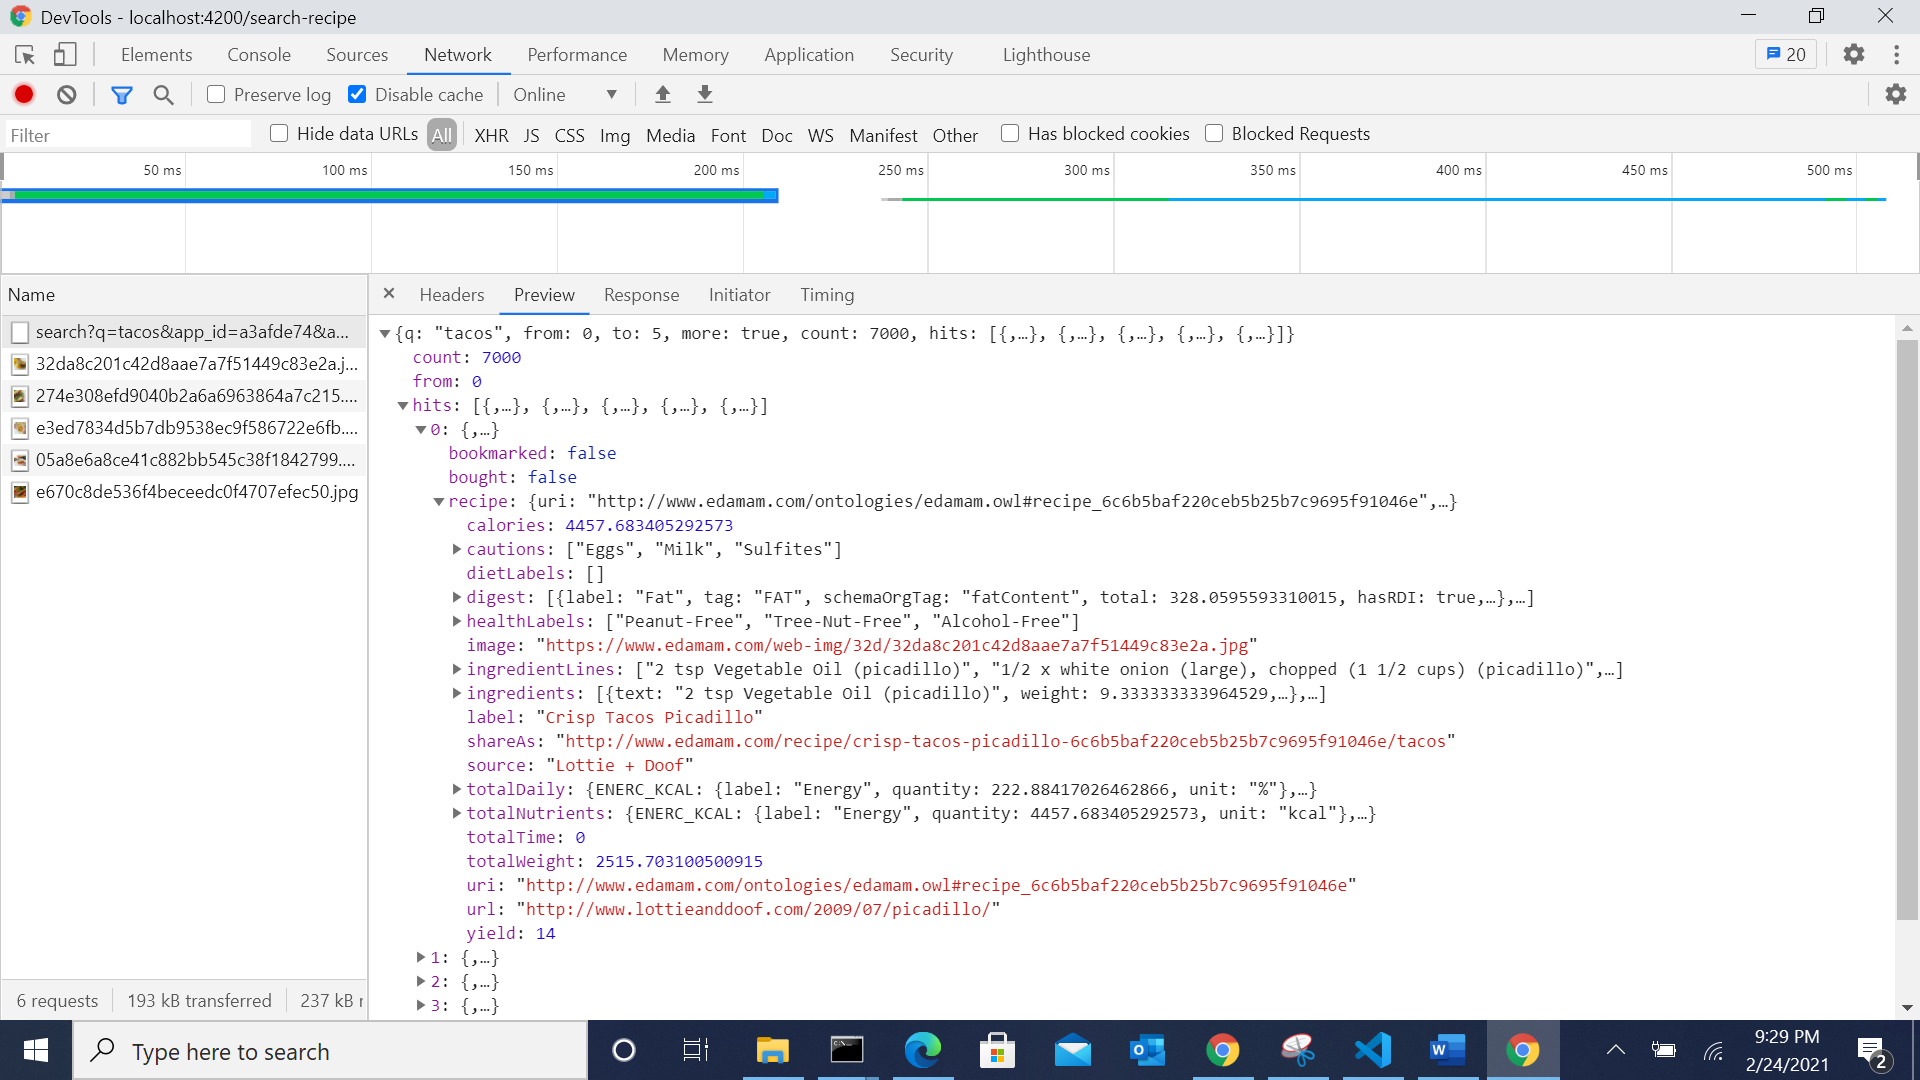 DevTools - localhost:4200/search-recipe
Elements Console Sources Network Performance Memory Application Security Lighthouse 20
Preserve log Disable cache Online
Filter Hide data URLs All XHR JS CSS Img Media Font Doc WS Manifest Other Has blocked cookies Blocked Requests
50 ms 100 ms 150 ms 200 ms 250 ms 300 ms 350 ms 400 ms 450 ms 500 ms
Name
search?q=tacos&app_id=a3afde74&a...
32da8c201c42d8aae7a7f51449c83e2a.j...
274e308efd9040b2a6a6963864a7c215....
e3ed7834d5b7db9538ec9f586722e6fb....
05a8e6a8ce41c882bb545c38f1842799....
e670c8de536f4beceedc0f4707efec50.jpg
6 requests 193 kB transferred 237 kB r
× Headers Preview Response Initiator Timing
{q: "tacos", from: 0, to: 5, more: true, count: 7000, hits: [{,…}, {,…}, {,…}, {,…}, {,…}]}
count: 7000
from: 0
hits: [{,…}, {,…}, {,…}, {,…}, {,…}]
0: {,…}
bookmarked: false
bought: false
recipe: {uri: "http://www.edamam.com/ontologies/edamam.owl#recipe_6c6b5baf220ceb5b25b7c9695f91046e",…}
calories: 4457.683405292573
cautions: ["Eggs", "Milk", "Sulfites"]
dietLabels: []
digest: [{label: "Fat", tag: "FAT", schemaOrgTag: "fatContent", total: 328.0595593310015, hasRDI: true,…},…]
healthLabels: ["Peanut-Free", "Tree-Nut-Free", "Alcohol-Free"]
image: "https://www.edamam.com/web-img/32d/32da8c201c42d8aae7a7f51449c83e2a.jpg"
ingredientLines: ["2 tsp Vegetable Oil (picadillo)", "1/2 x white onion (large), chopped (1 1/2 cups) (picadillo)",…]
ingredients: [{text: "2 tsp Vegetable Oil (picadillo)", weight: 9.333333333964529,…},…]
label: "Crisp Tacos Picadillo"
shareAs: "http://www.edamam.com/recipe/crisp-tacos-picadillo-6c6b5baf220ceb5b25b7c9695f91046e/tacos"
source: "Lottie + Doof"
totalDaily: {ENERC_KCAL: {label: "Energy", quantity: 222.88417026462866, unit: "%"},…}
totalNutrients: {ENERC_KCAL: {label: "Energy", quantity: 4457.683405292573, unit: "kcal"},…}
totalTime: 0
totalWeight: 2515.703100500915
uri: "http://www.edamam.com/ontologies/edamam.owl#recipe_6c6b5baf220ceb5b25b7c9695f91046e"
url: "http://www.lottieanddoof.com/2009/07/picadillo/"
yield: 14
1: {,…}
2: {,…}
3: {,…}
Type here to search
9:29 PM
2/24/2021
2